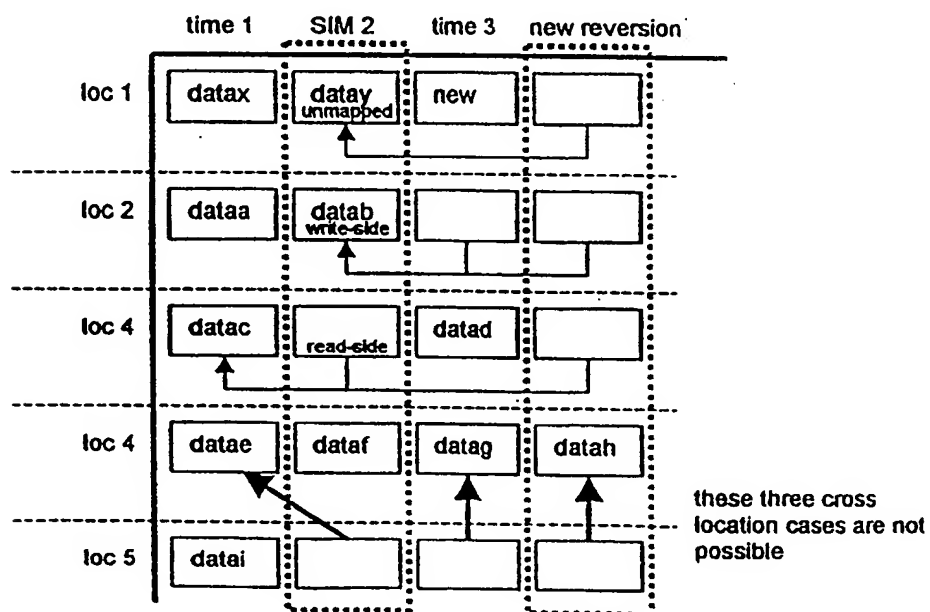 time 1 SIM 2 time 3 new reversion
loc 1 datax datay new
unmapped
loc 2 dataa datab
write-side
loc 4 datac datad
read-side
loc 4 datae dataf datag datah
these three cross
location cases are not
possible
loc 5 datai